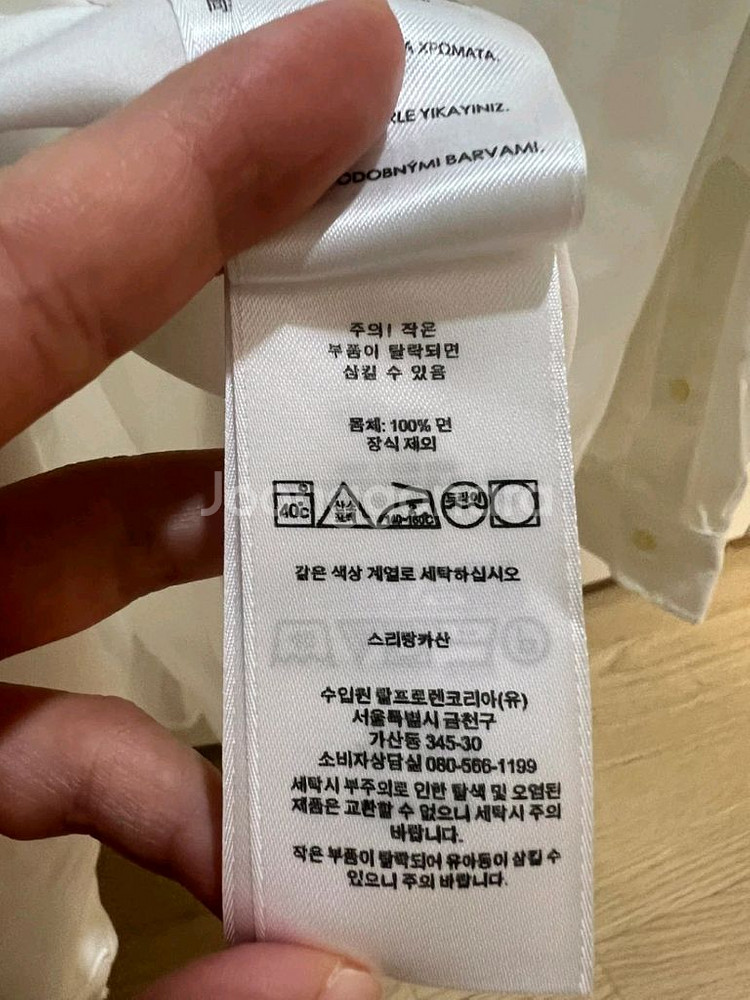 ΧΡΩΜΑΤΑ.
YIKAYINIZ.
BARVAMI.
주의! 작은
부품이 탈락되면
삼킬 수 있음
몸체: 100% 면
장식 제외
40c 산소 표백 140~160C 드라이
같은 색상 계열로 세탁하십시오
스리랑카산
수입원 랄프로렌코리아(유)
서울특별시 금천구
가산동 345-30
소비자상담실 080-566-1199
세탁시 부주의로 인한 탈색 및 오염된
제품은 교환할 수 없으니 세탁시 주의
바랍니다.
작은 부품이 탈락되어 유아동이 삼킬 수
있으니 주의 바랍니다.